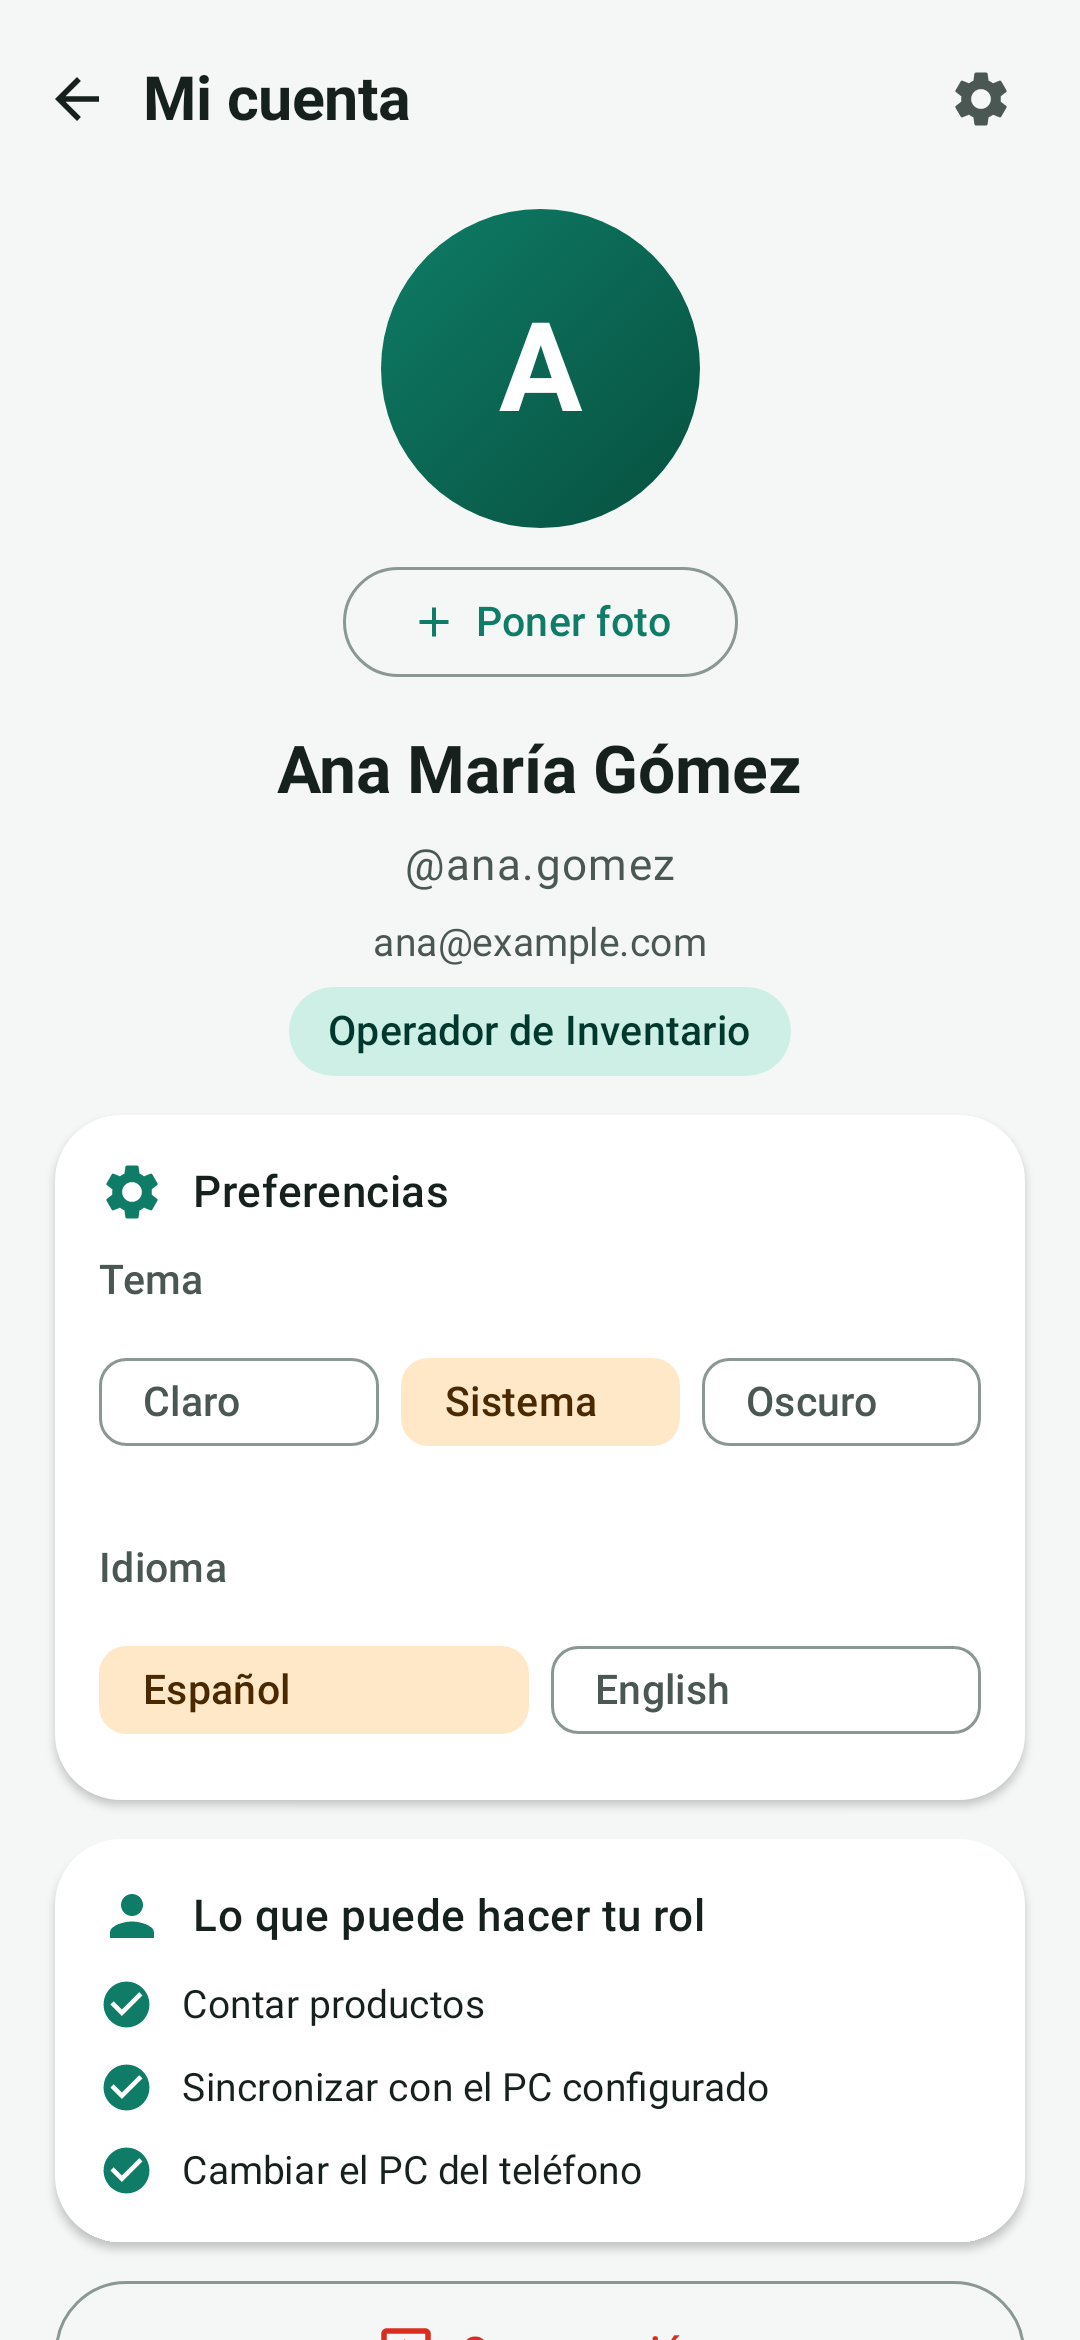 Mi cuenta
A
+ Poner foto
Ana María Gómez
@ana.gomez
ana@example.com
Operador de Inventario
Preferencias
Tema
Claro Sistema Oscuro
Idioma
Español English
Lo que puede hacer tu rol
Contar productos
Sincronizar con el PC configurado
Cambiar el PC del teléfono